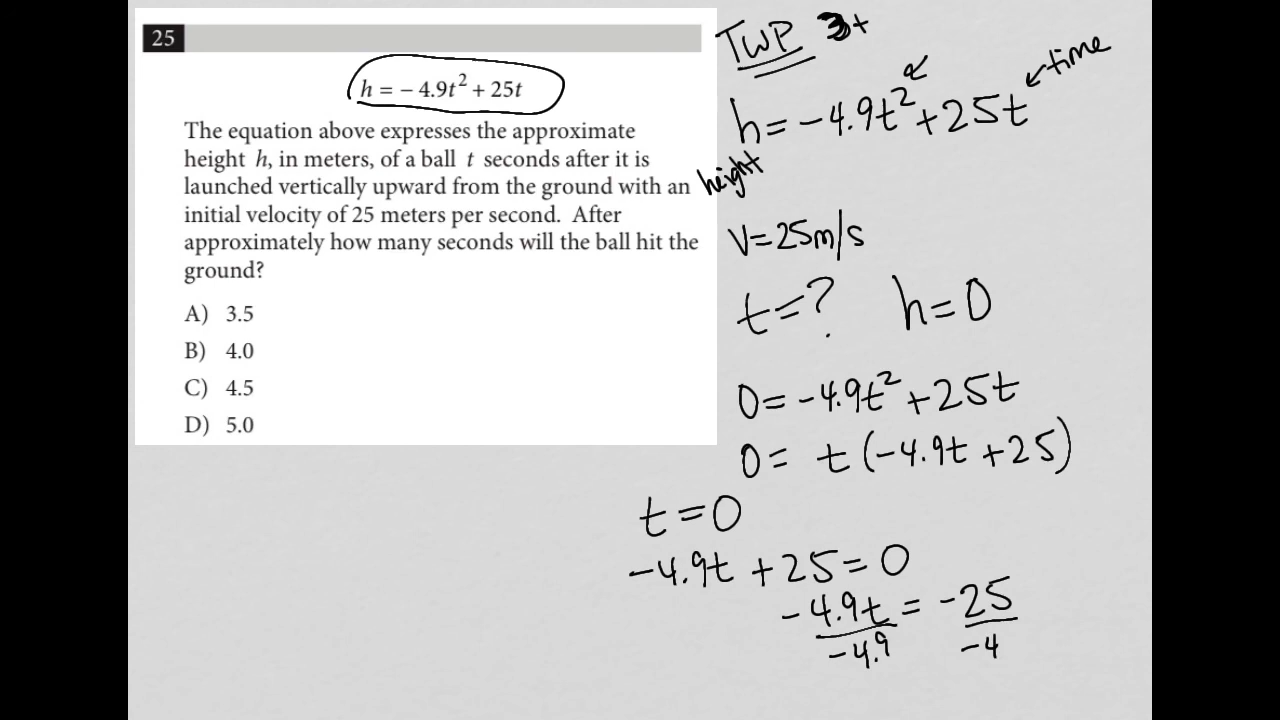 25
h = – 4.9t² + 25t
The equation above expresses the approximate
height h, in meters, of a ball t seconds after it is
launched vertically upward from the ground with an
initial velocity of 25 meters per second. After
approximately how many seconds will the ball hit the
ground?
A) 3.5
B) 4.0
C) 4.5
D) 5.0
TWP 3+
time
h = -4.9t² + 25t
height
V = 25m/s
t = ? h = 0
0 = -4.9t² + 25t
0 = t (-4.9t + 25)
t = 0
-4.9t + 25 = 0
-4.9t = -25
-4.9 -4